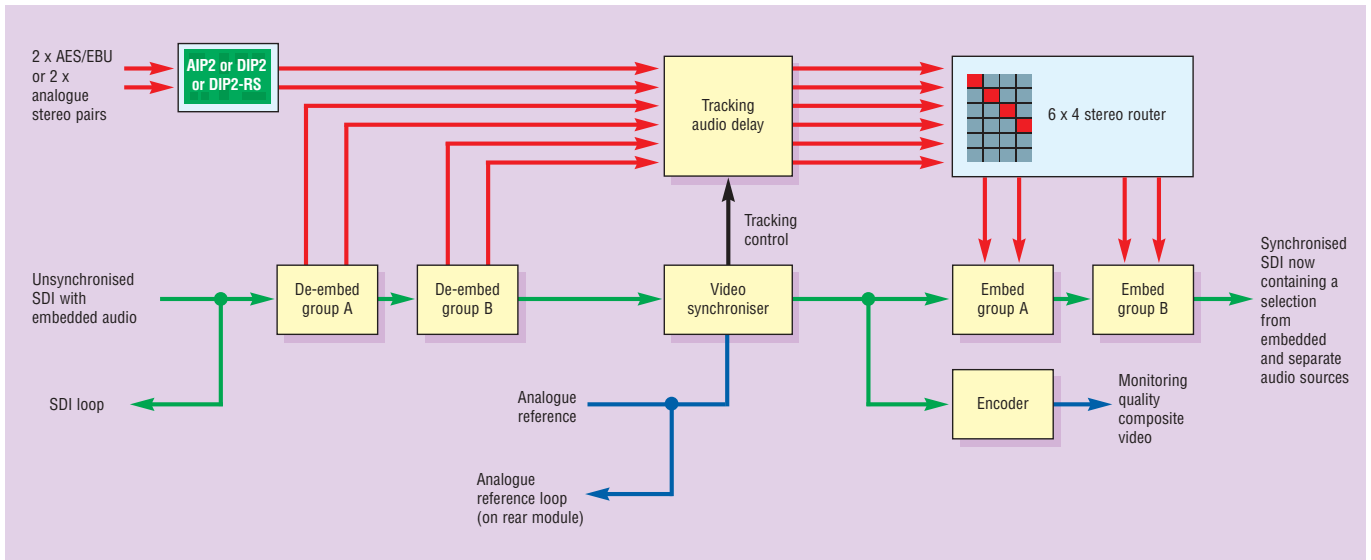 2 x AES/EBU
or 2 x
analogue
stereo pairs
AIP2 or DIP2
or DIP2-RS
Tracking
audio delay
6 x 4 stereo router
Tracking
control
Unsynchronised
SDI with
embedded audio
De-embed
group A
De-embed
group B
Video
synchroniser
Embed
group A
Embed
group B
Synchronised
SDI now
containing a
selection
from
embedded
and separate
audio sources
SDI loop
Analogue
reference
Encoder
Monitoring
quality
composite
video
Analogue
reference loop
(on rear module)